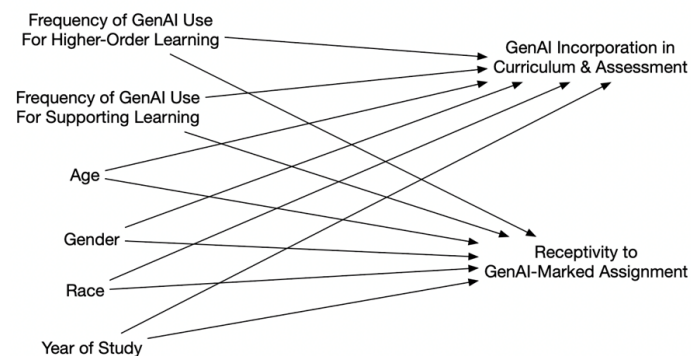 Frequency of GenAI Use
For Higher-Order Learning
GenAI Incorporation in
Curriculum & Assessment
Frequency of GenAI Use
For Supporting Learning
Age
Gender
Receptivity to
GenAI-Marked Assignment
Race
Year of Study